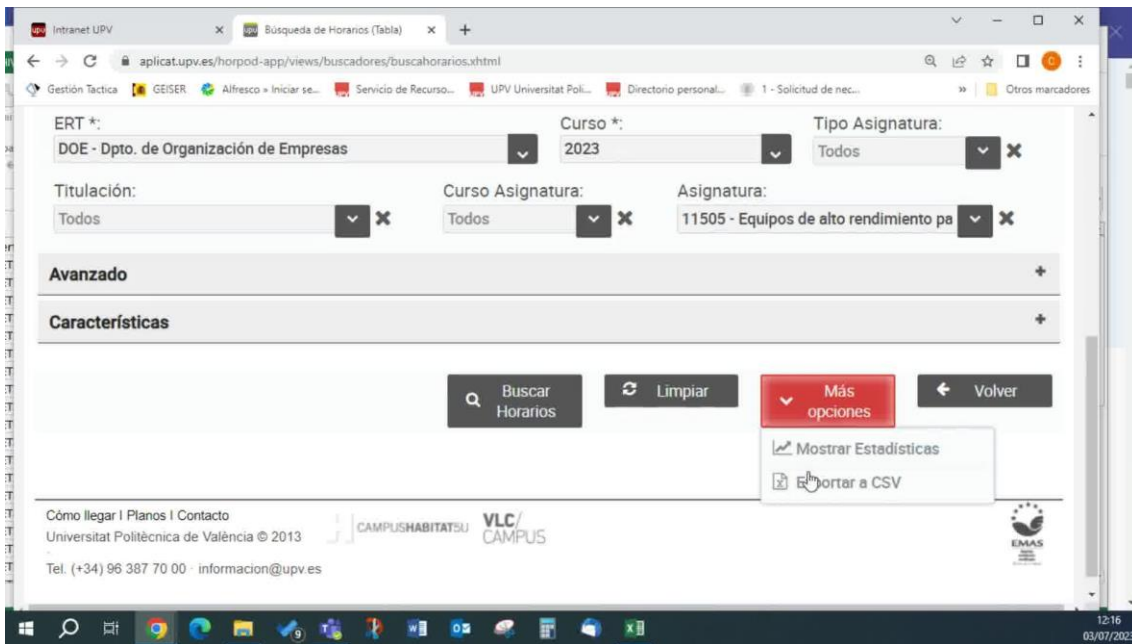 Intranet UPV
Búsqueda de Horarios (Tabla)
aplicat.upv.es/horpod-app/views/buscadores/buscahorarios.xhtml
Gestión Tactica GEISER Alfresco » Iniciar se... Servicio de Recurso... UPV Universitat Poli... Directorio personal... 1 - Solicitud de nec... » Otros marcadores
ERT *: Curso *: Tipo Asignatura:
DOE - Dpto. de Organización de Empresas 2023 Todos
Titulación: Curso Asignatura: Asignatura:
Todos Todos 11505 - Equipos de alto rendimiento pa
Avanzado +
Características +
Buscar Horarios Limpiar Más opciones Volver
Mostrar Estadísticas
Exportar a CSV
Cómo llegar I Planos I Contacto
Universitat Politècnica de València © 2013
CAMPUSHABITAT5U
VLC/
CAMPUS
EMAS
Tel. (+34) 96 387 70 00 · informacion@upv.es
12:16